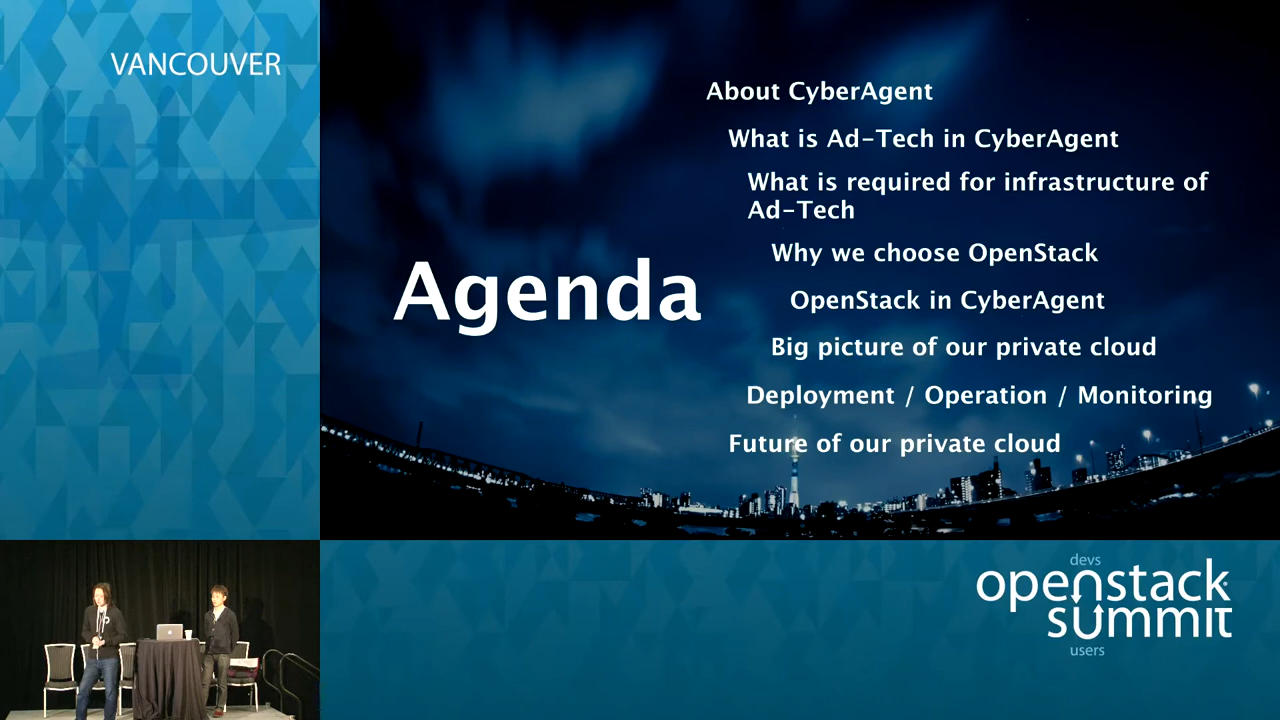 VANCOUVER
About CyberAgent
What is Ad-Tech in CyberAgent
What is required for infrastructure of
Ad-Tech
Why we choose OpenStack
Agenda
OpenStack in CyberAgent
Big picture of our private cloud
Deployment / Operation / Monitoring
Future of our private cloud
devs
openstack
summit
users